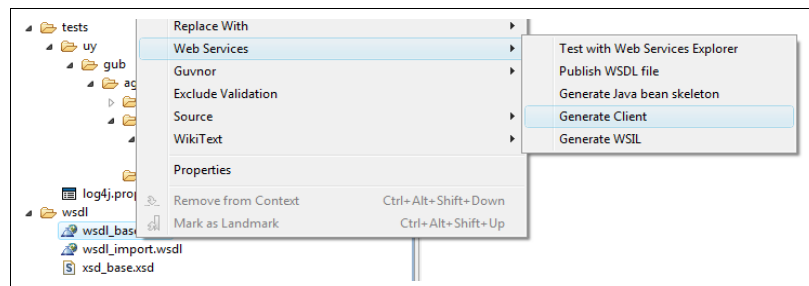 tests
uy
gub
log4j.prop
wsdl
wsdl_bas
wsdl_import.wsdl
xsd_base.xsd
Replace With
Web Services
Guvnor
Exclude Validation
Source
WikiText
Properties
Remove from Context Ctrl+Alt+Shift+Down
Mark as Landmark Ctrl+Alt+Shift+Up
Test with Web Services Explorer
Publish WSDL file
Generate Java bean skeleton
Generate Client
Generate WSIL